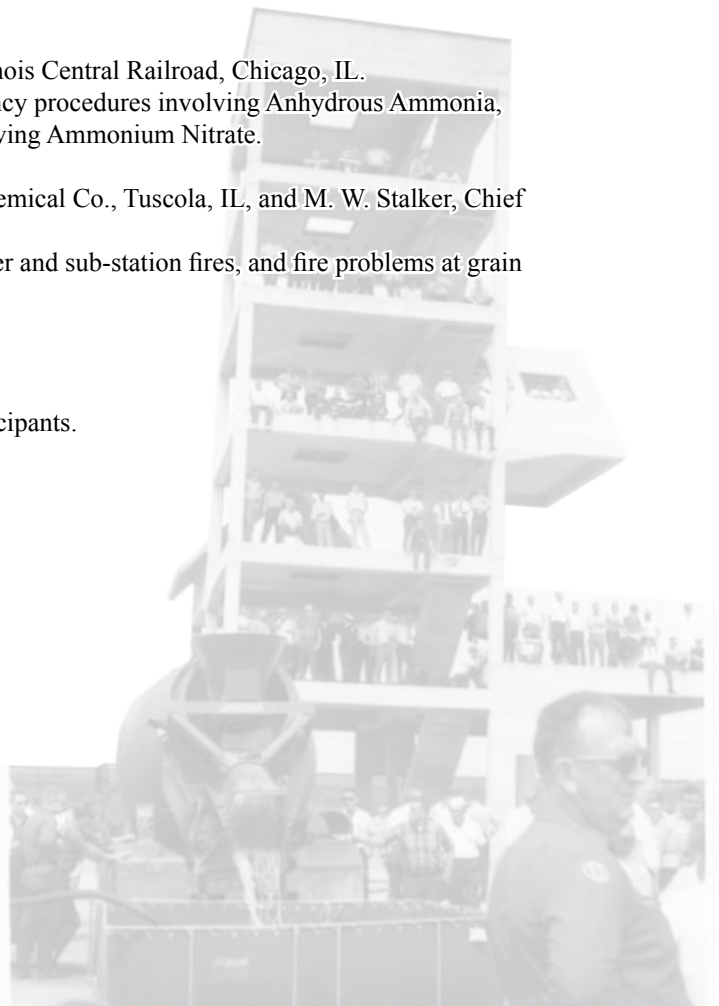 nois Central Railroad, Chicago, IL.
ncy procedures involving Anhydrous Ammonia,
ving Ammonium Nitrate.
emical Co., Tuscola, IL, and M. W. Stalker, Chief
er and sub-station fires, and fire problems at grain
cipants.